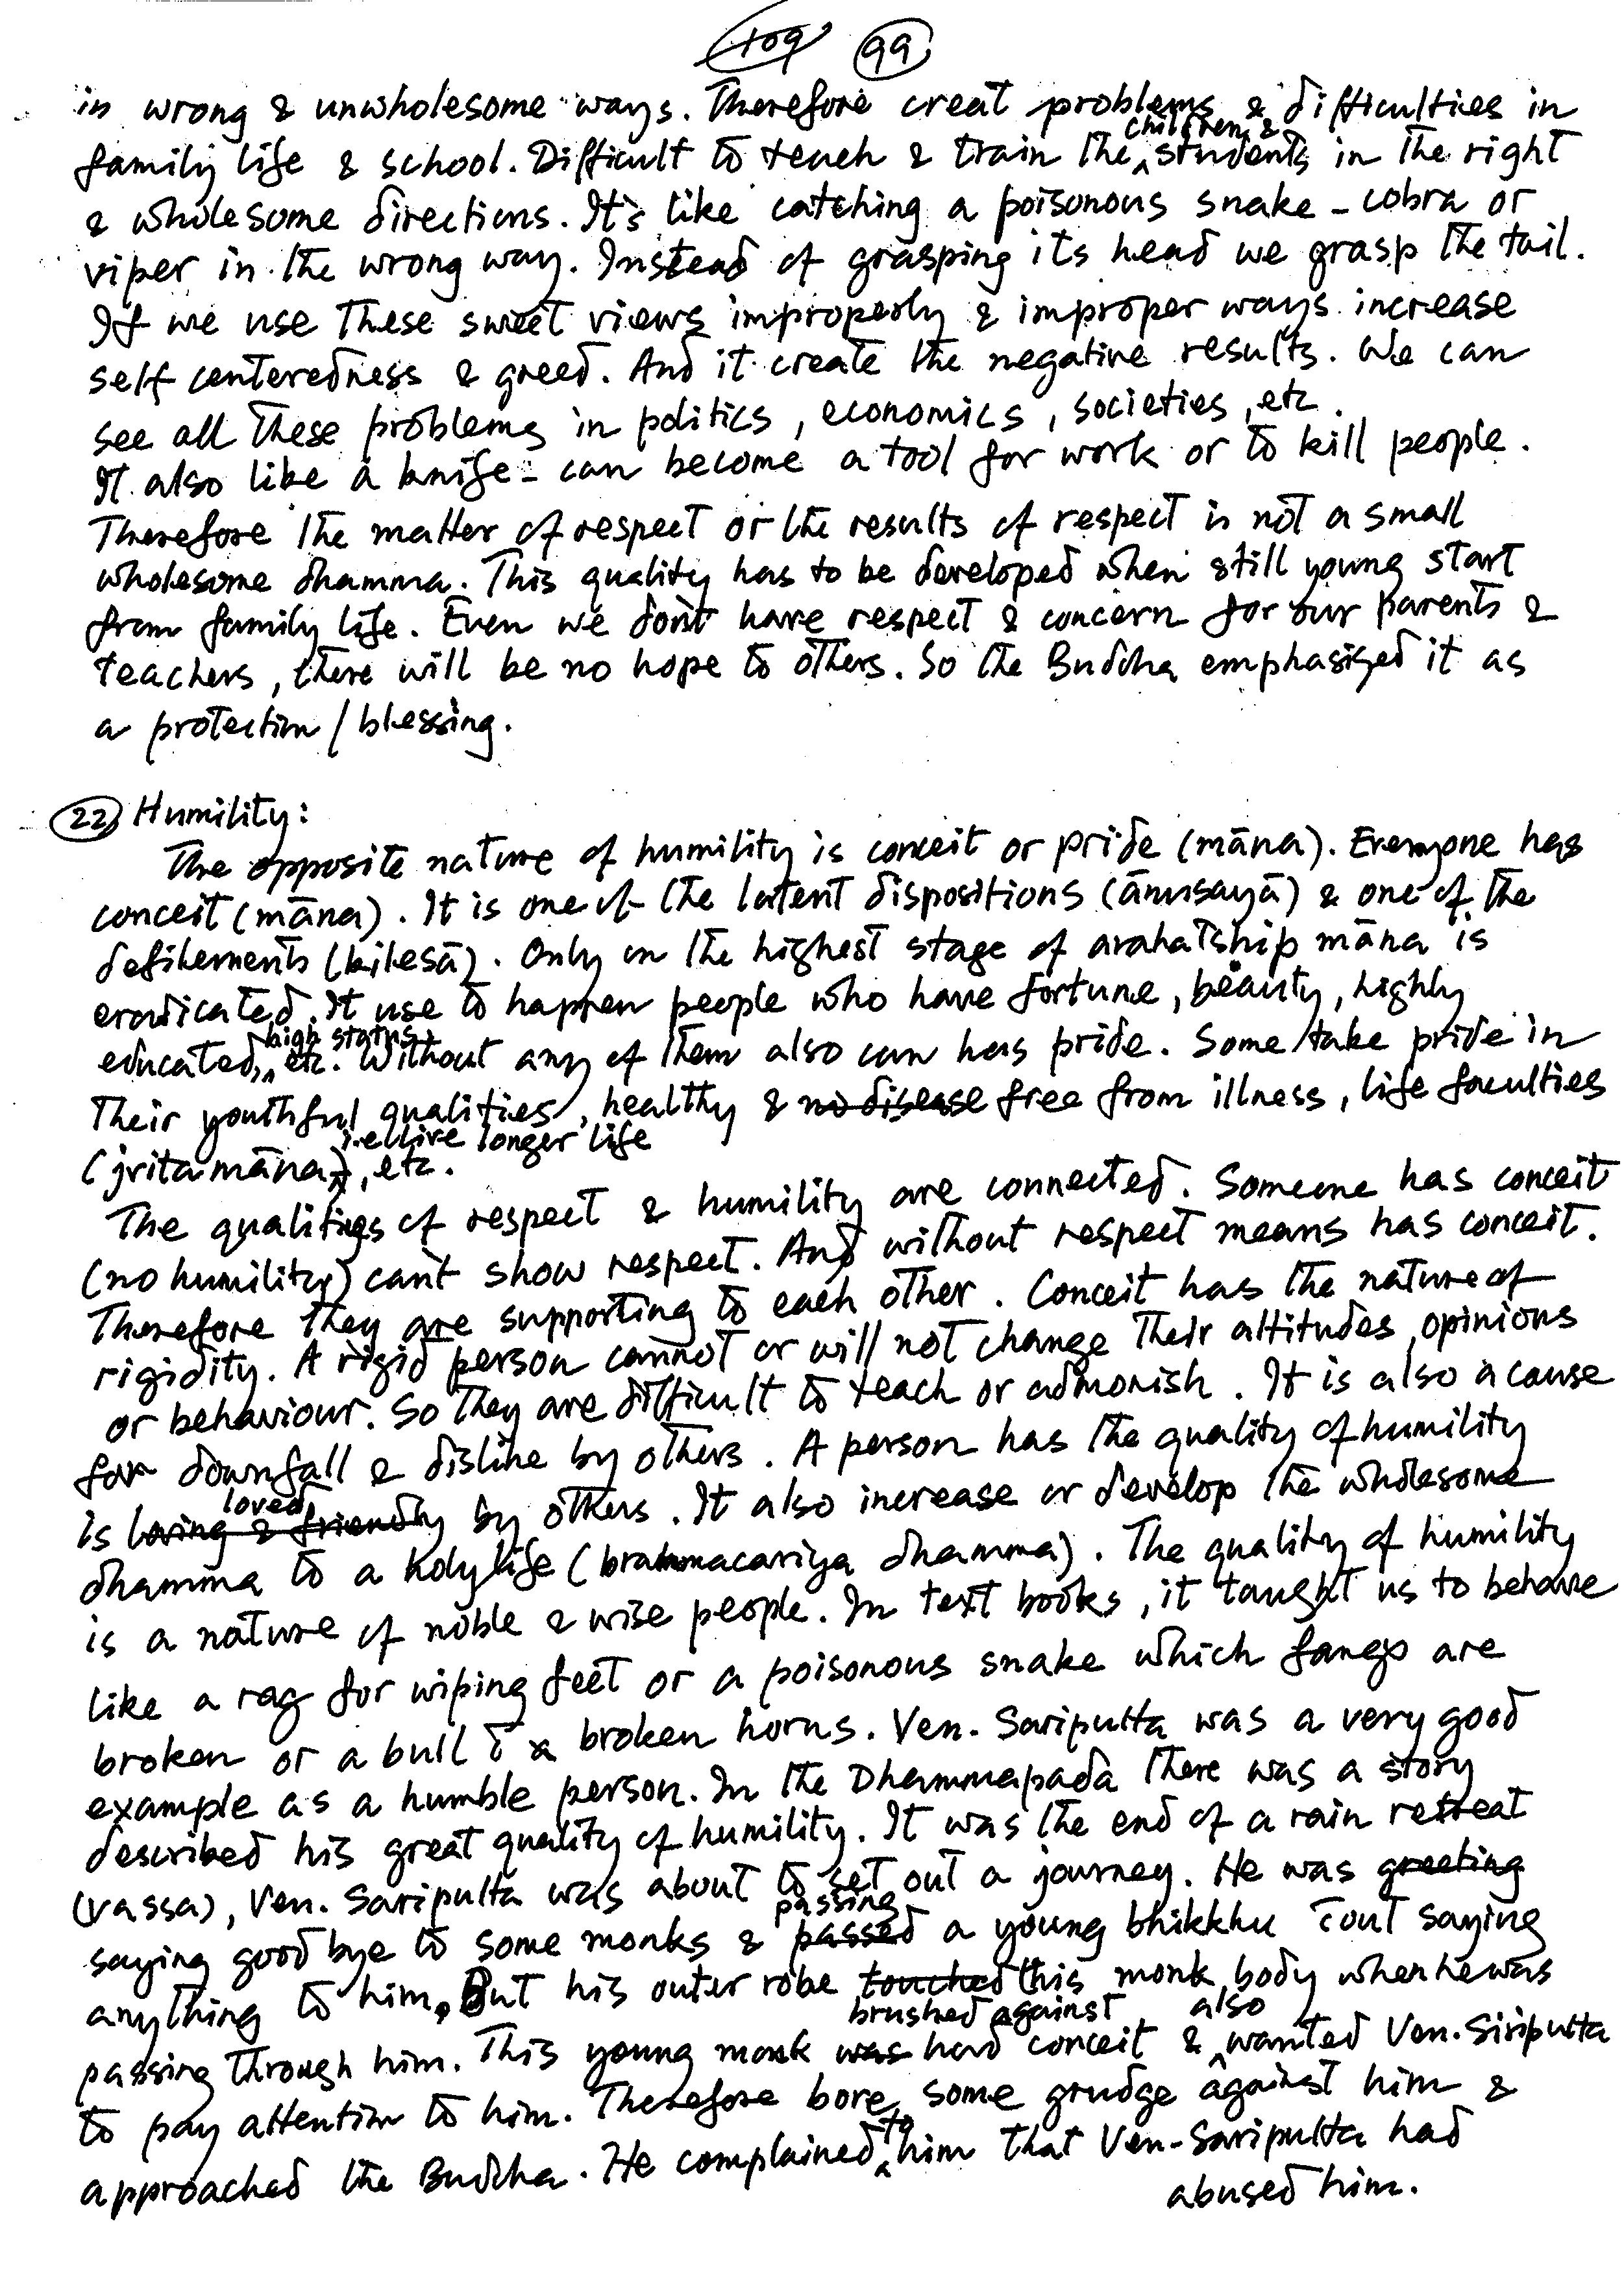 109 99
in wrong & unwholesome ways. Therefore creat problems & difficulties in
family life & school. Difficult to teach & train the children & students in the right
& wholesome directions. It's like catching a poisonous snake - cobra or
viper in the wrong way. Instead of grasping its head we grasp the tail.
If we use these sweet views improperly & improper ways increase
self centeredness & greed. And it create the negative results. We can
see all these problems in politics, economics, societies, etc.
It also like a knife - can become a tool for work or to kill people.
Therefore the matter of respect or the results of respect is not a small
wholesome dhamma. This quality has to be developed when still young start
from family life. Even we don't have respect & concern for our parents &
teachers, there will be no hope to others. So the Buddha emphasized it as
a protection / blessing.
22) Humility:
The opposite nature of humility is conceit or pride (māna). Everyone has
conceit (māna). It is one of the latent dispositions (ānusayā) & one of the
defilements (kilesā). Only in the highest stage of arahatship māna is
eradicated. It use to happen people who have fortune, beauty, highly
educated, high status, etc. Without any of them also can has pride. Some take pride in
their youthful qualities, healthy & no disease free from illness, life faculties
(jvita māna) i.e. live longer life, etc.
The qualities of respect & humility are connected. Someone has conceit
(no humility) can't show respect. And without respect means has conceit.
Therefore they are supporting to each other. Conceit has the nature of
rigidity. A rigid person cannot or will not change their attitudes, opinions
or behaviour. So they are difficult to teach or admonish. It is also a cause
for downfall & dislike by others. A person has the quality of humility
is loving & friendly loved by others. It also increase or develop the wholesome
dhamma to a holy life (brahmacariya dhamma). The quality of humility
is a nature of noble & wise people. In text books, it taught us to behave
like a rag for wiping feet or a poisonous snake which fangs are
broken or a bull c̄ a broken horns. Ven. Sariputta was a very good
example as a humble person. In the Dhammapada there was a story
described his great quality of humility. It was the end of a rain retreat
(vassa), Ven. Sariputta was about to set out a journey. He was greeting
saying good bye to some monks & passed passing a young bhikkhu c̄out saying
anything to him. But his outer robe touched brushed against this monk body when he was
passing through him. This young monk was had conceit & also wanted Ven. Siriputta
to pay attention to him. Therefore bore some grudge against him &
approached the Buddha. He complained to him that Ven-Sariputta had
abused him.